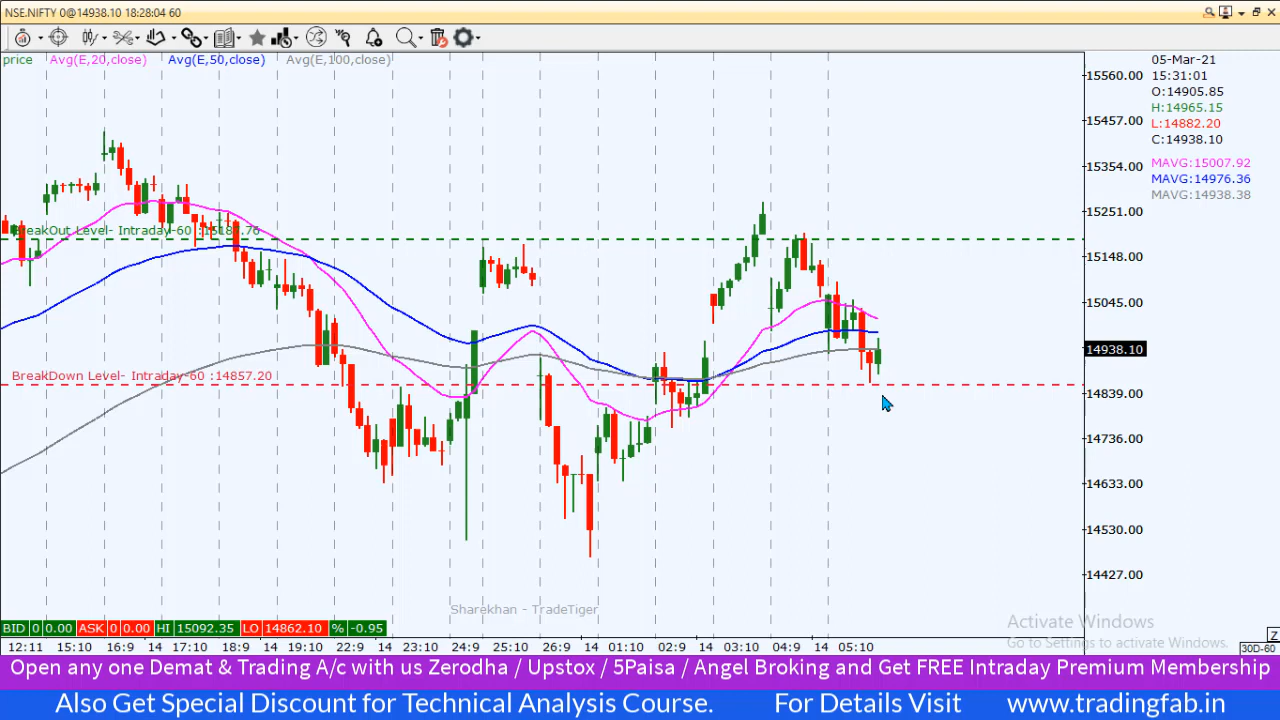 NSE.NIFTY 0@14938.10 18:28:04 60
price Avg(E,20,close) Avg(E,50,close) Avg(E,100,close)
05-Mar-21
15:31:01
O:14905.85
H:14965.15
L:14882.20
C:14938.10
MAVG:15007.92
MAVG:14976.36
MAVG:14938.38
15560.00
15457.00
15354.00
15251.00
15148.00
15045.00
14938.10
14839.00
14736.00
14633.00
14530.00
14427.00
BreakOut Level- Intraday-60 :15187.76
BreakDown Level- Intraday-60 :14857.20
Sharekhan - TradeTiger
Activate Windows
Go to Settings to activate Windows.
BID 0 0.00 ASK 0 0.00 HI 15092.35 LO 14862.10 % -0.95
Z
12:11 15:10 14 17:10 18:9 14 19:10 22:9 14 23:10 24:9 25:10 26:9 14 01:10 02:9 14 03:10 04:9 14 05:10 30D-60
Open any one Demat & Trading A/c with us Zerodha / Upstox / 5Paisa / Angel Broking and Get FREE Intraday Premium Membership
Also Get Special Discount for Technical Analysis Course. For Details Visit www.tradingfab.in